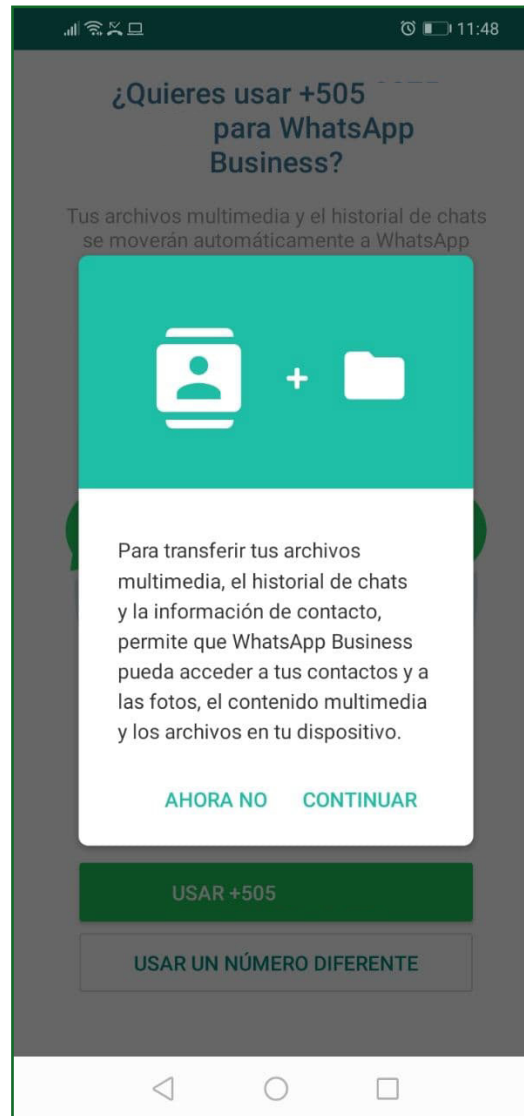 11:48
¿Quieres usar +505
para WhatsApp
Business?
Tus archivos multimedia y el historial de chats
se moverán automáticamente a WhatsApp
Para transferir tus archivos
multimedia, el historial de chats
y la información de contacto,
permite que WhatsApp Business
pueda acceder a tus contactos y a
las fotos, el contenido multimedia
y los archivos en tu dispositivo.
AHORA NO CONTINUAR
USAR +505
USAR UN NÚMERO DIFERENTE